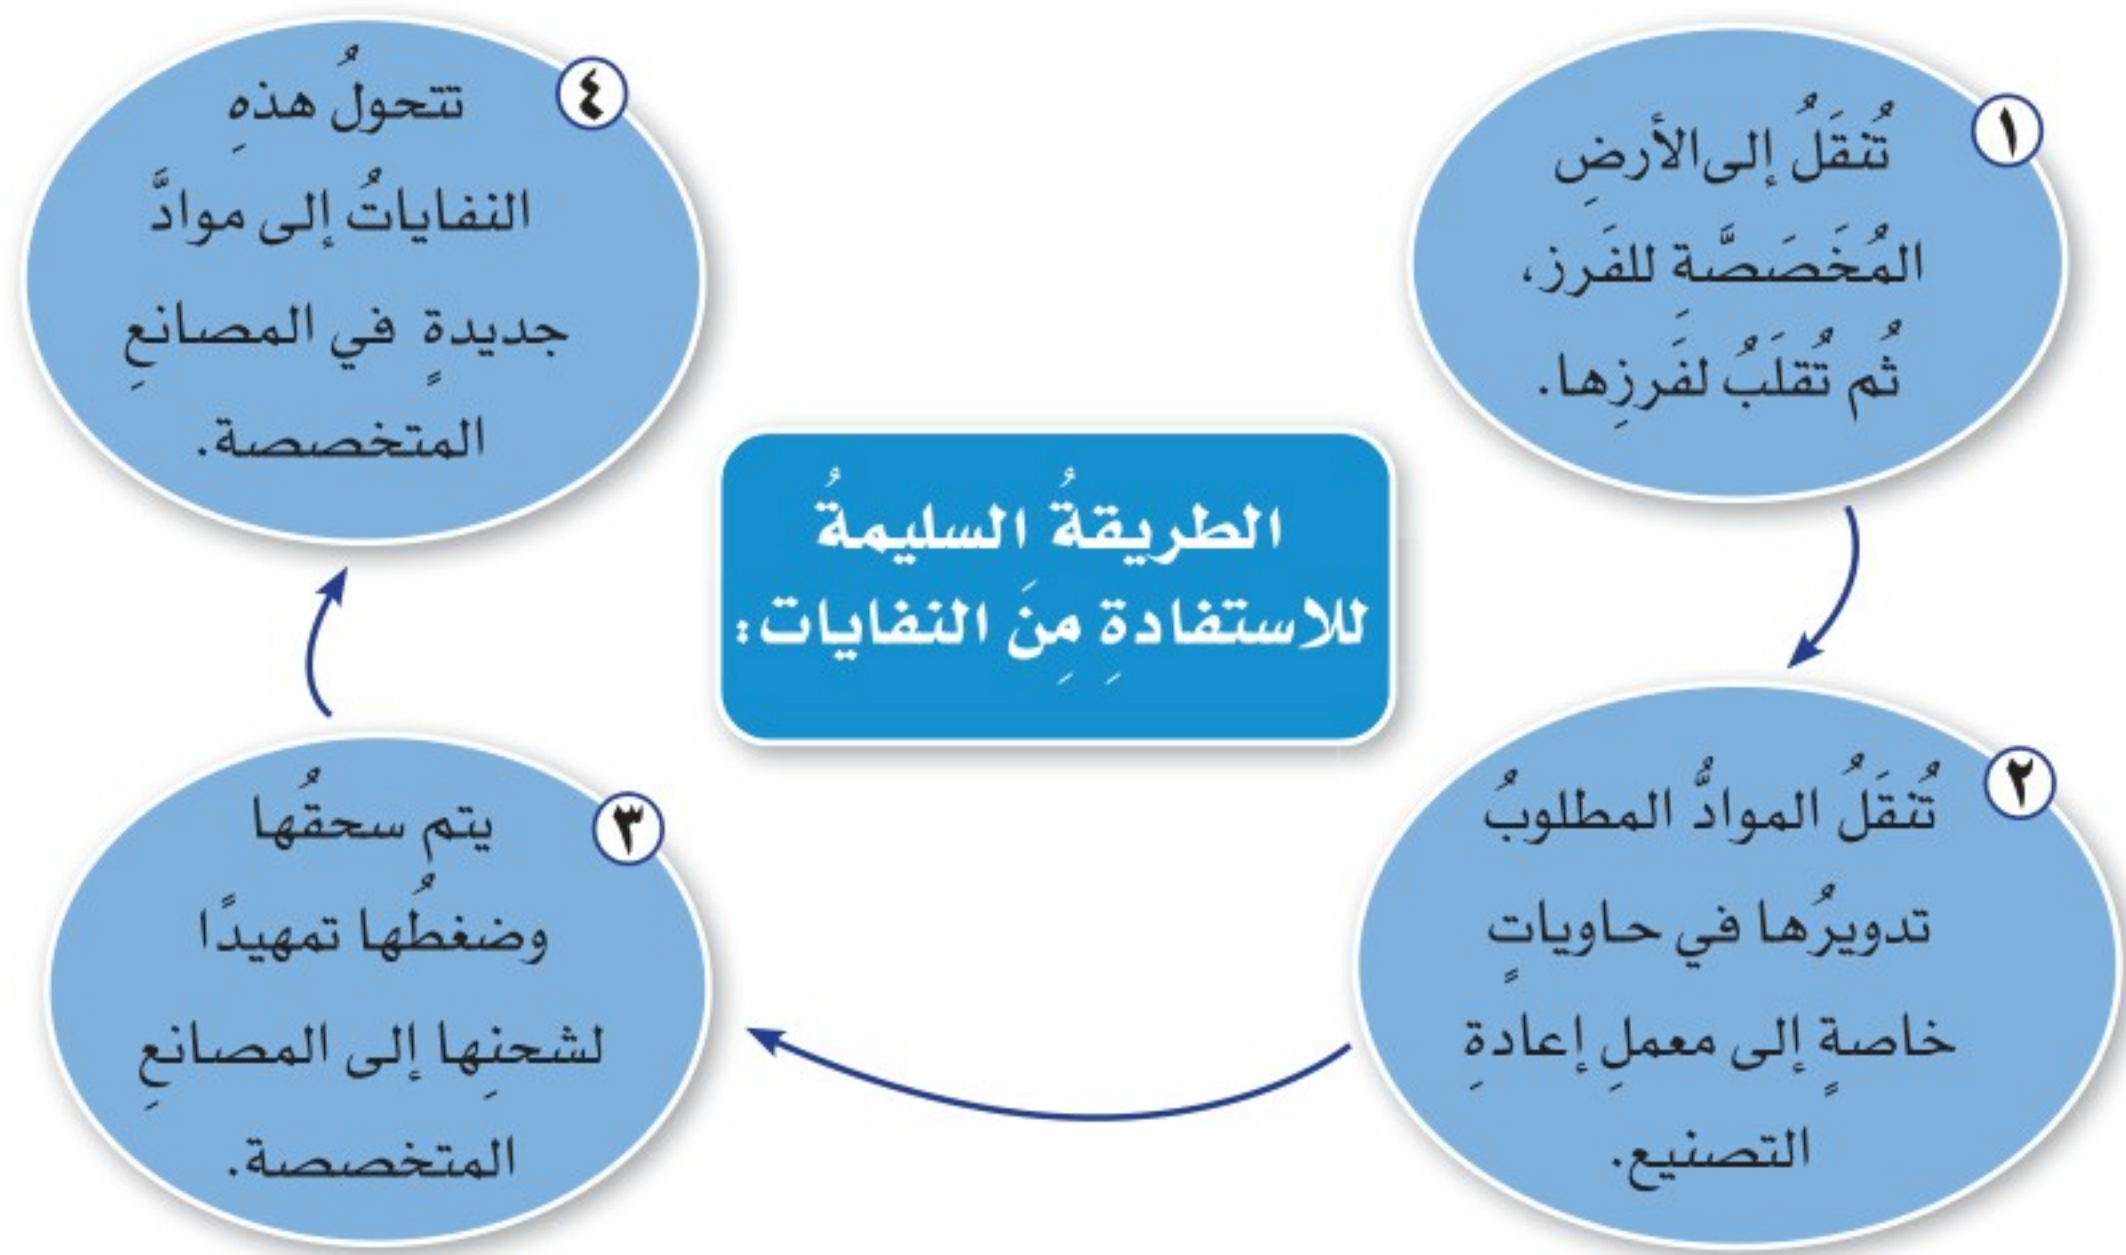 الطريقةُ السليمةُ
للاستفادةِ مِنَ النفايات:
١
تُنقَلُ إلى الأرضِ
المُخَصَصَّةِ للفَرز،
ثُم تُقلَبُ لفَرزِها.
٢
تُنقَلُ الموادُّ المطلوبُ
تدويرُها في حاوياتٍ
خاصةٍ إلى معملِ إعادةِ
التصنيع.
٣
يتم سحقُها
وضغطُها تمهيدًا
لشحنِها إلى المصانعِ
المتخصصة.
٤
تتحولُ هذهِ
النفاياتُ إلى موادَّ
جديدةٍ في المصانعِ
المتخصصة.